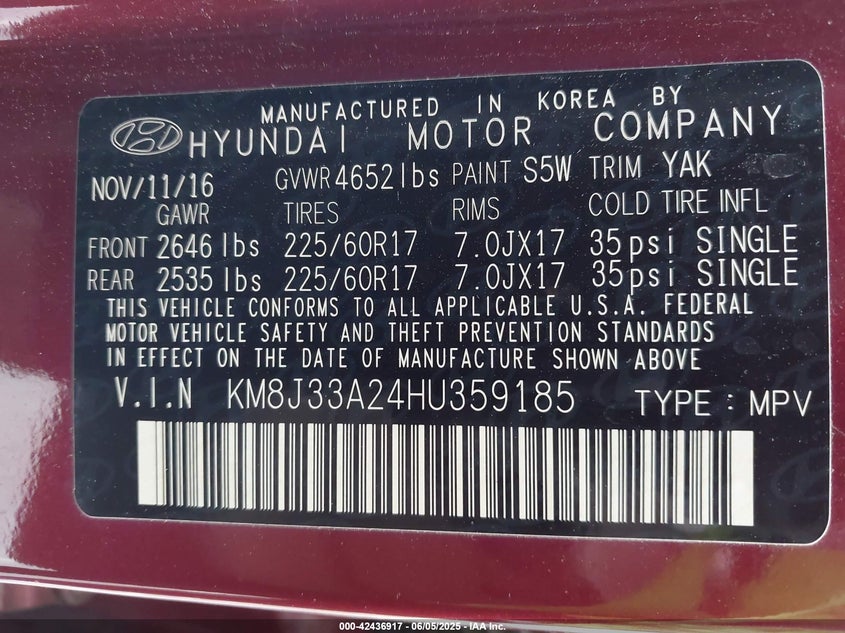 MANUFACTURED IN KOREA BY
HYUNDAI MOTOR COMPANY
NOV/11/16 GVWR 4652 lbs PAINT S5W TRIM YAK
GAWR TIRES RIMS COLD TIRE INFL
FRONT 2646 lbs 225/60R17 7.0JX17 35psi SINGLE
REAR 2535 lbs 225/60R17 7.0JX17 35psi SINGLE
THIS VEHICLE CONFORMS TO ALL APPLICABLE U.S.A. FEDERAL
MOTOR VEHICLE SAFETY AND THEFT PREVENTION STANDARDS
IN EFFECT ON THE DATE OF MANUFACTURE SHOWN ABOVE
V.I.N KM8J33A24HU359185 TYPE : MPV
000-42436917 - 06/05/2025 - IAA Inc.